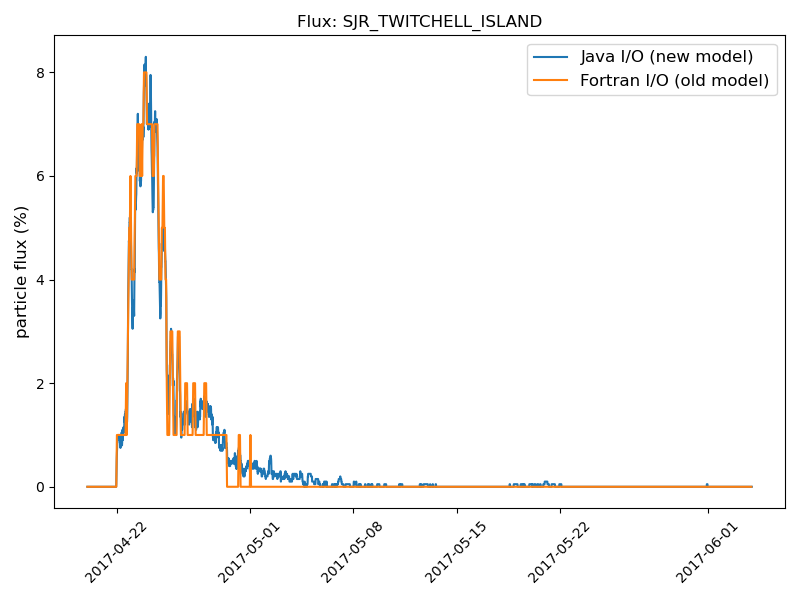 Flux: SJR_TWITCHELL_ISLAND
Java I/O (new model)
Fortran I/O (old model)
particle flux (%)
8
6
4
2
0
2017-04-22
2017-05-01
2017-05-08
2017-05-15
2017-05-22
2017-06-01